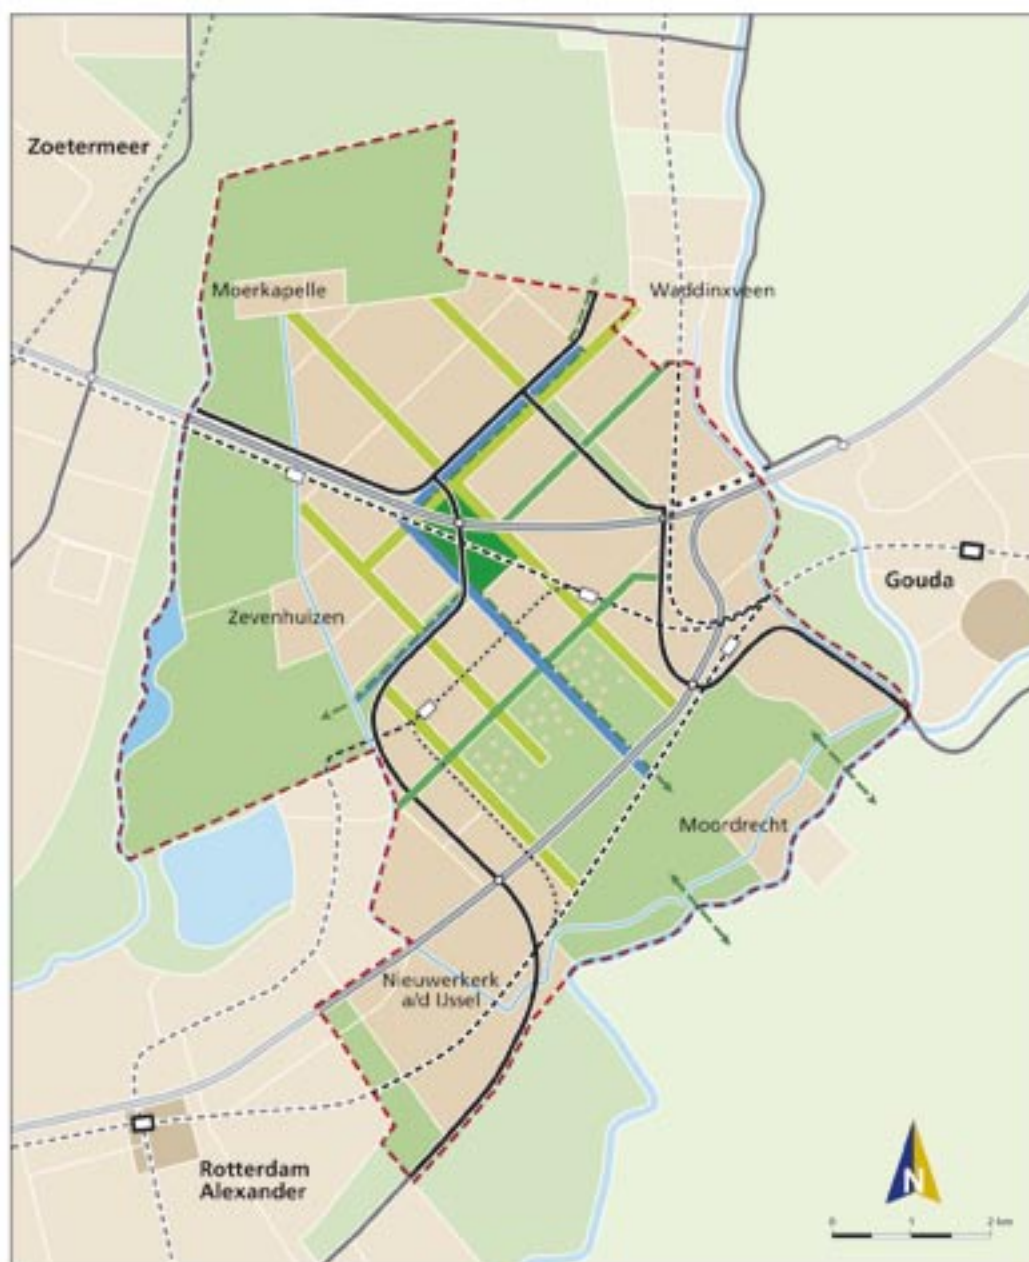 Zoetermeer
Moerkapelle
Waddinxveen
Gouda
Zevenhuizen
Moordrecht
Nieuwerkerk
a/d IJssel
Rotterdam
Alexander
N
0 1 2 km